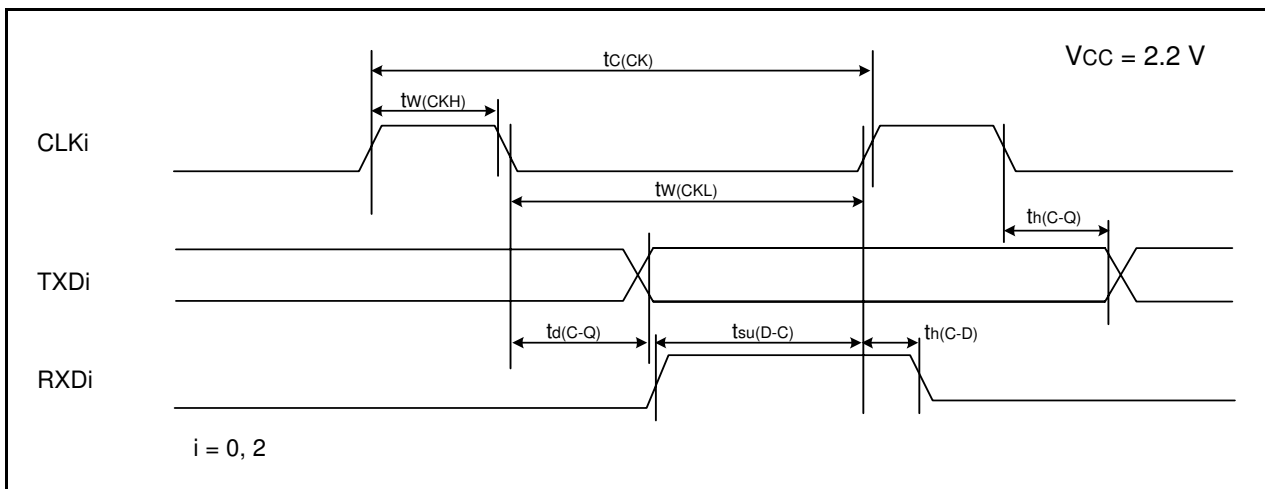 tC(CK)
VCC = 2.2 V
tW(CKH)
CLKi
tW(CKL)
th(C-Q)
TXDi
td(C-Q)
tsu(D-C)
th(C-D)
RXDi
i = 0, 2